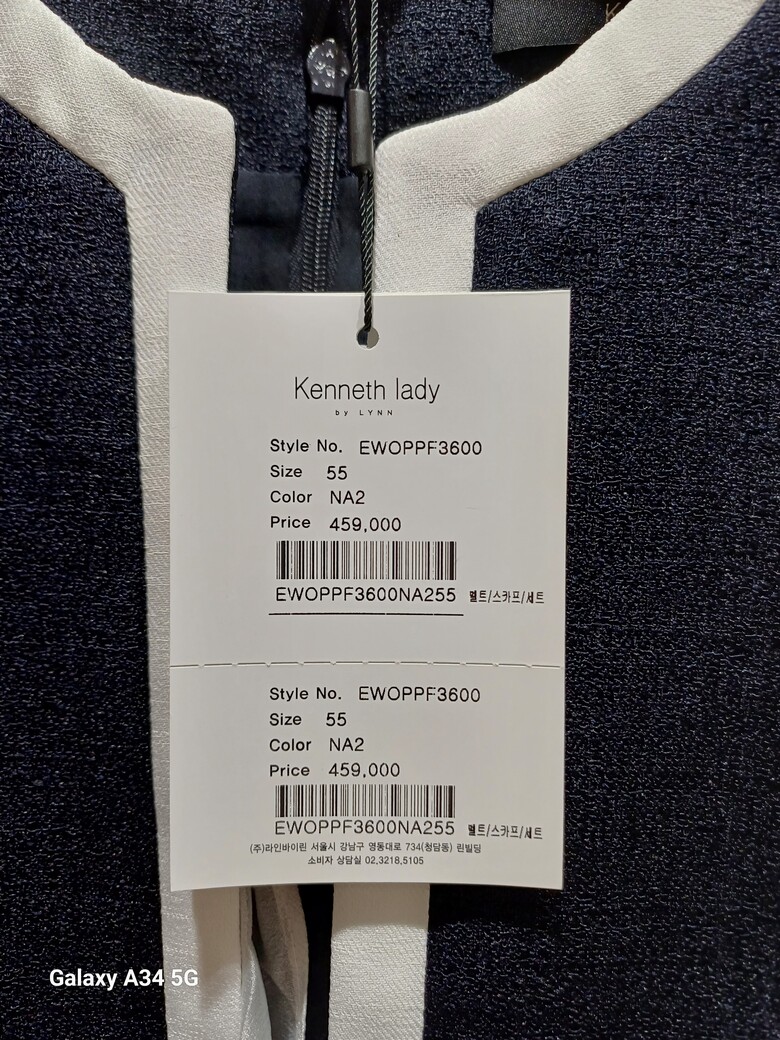 K
Kenneth lady
by LYNN
Style No. EWOPPF3600
Size 55
Color NA2
Price 459,000
EWOPPF3600NA255 벨트/스카프/세트
Style No. EWOPPF3600
Size 55
Color NA2
Price 459,000
EWOPPF3600NA255 벨트/스카프/세트
(주)라인바이린 서울시 강남구 영동대로 734(청담동) 린빌딩
소비자 상담실 02,3218,5105
Galaxy A34 5G